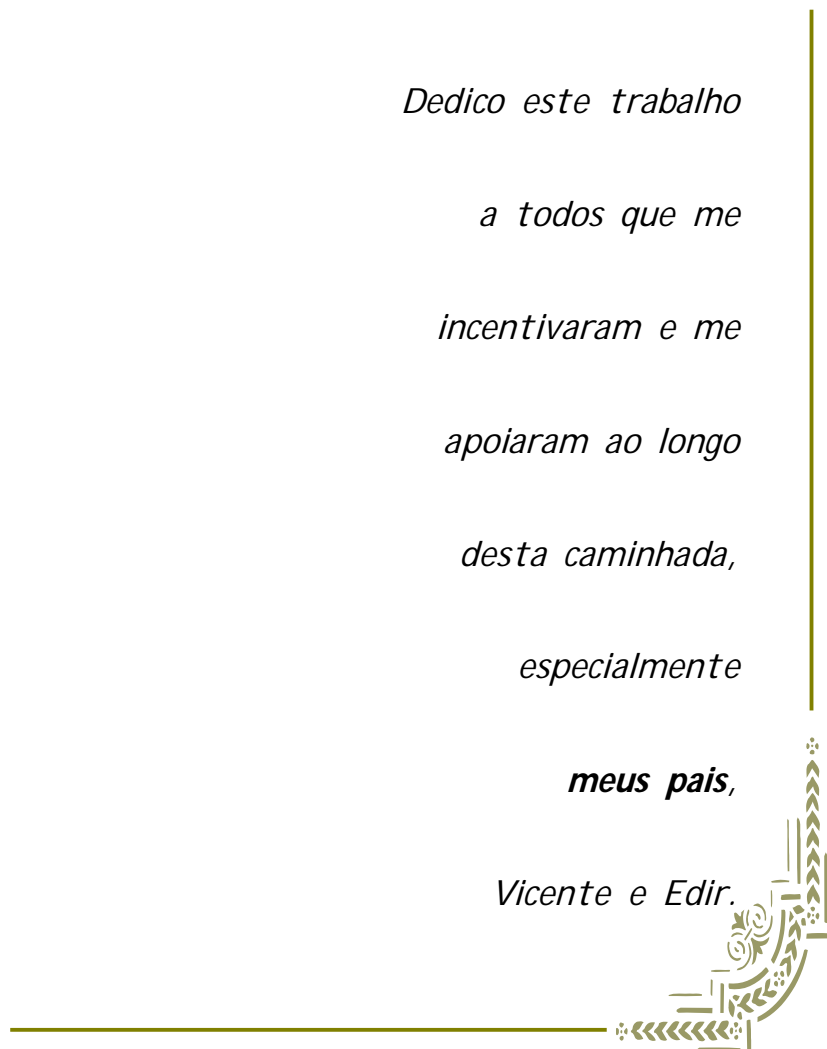 Dedico este trabalho
a todos que me
incentivaram e me
apoiaram ao longo
desta caminhada,
especialmente
meus pais,
Vicente e Edir.